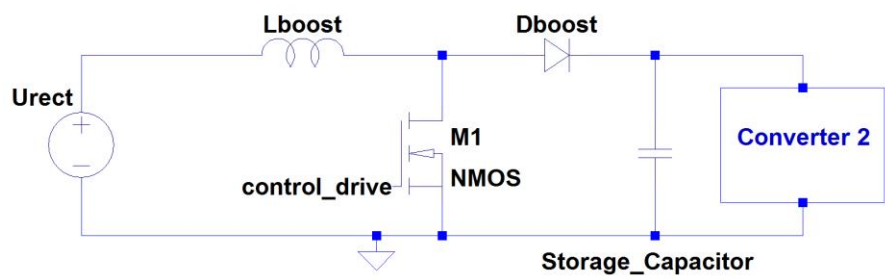 Lboost
Dboost
Urect
M1
Converter 2
control_drive
NMOS
Storage_Capacitor